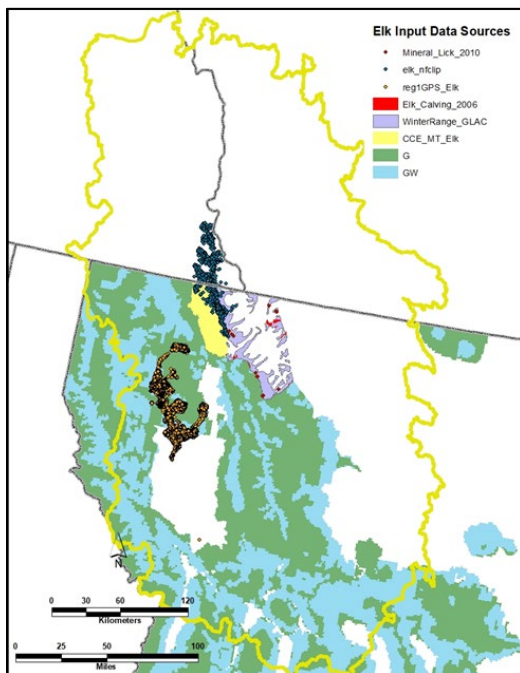 Elk Input Data Sources
Mineral_Lick_2010
elk_nfclip
reg1GPS_Elk
Elk_Calving_2006
WinterRange_GLAC
CCE_MT_Elk
G
GW
N
0 30 60 120
Kilometers
0 25 50 100
Miles